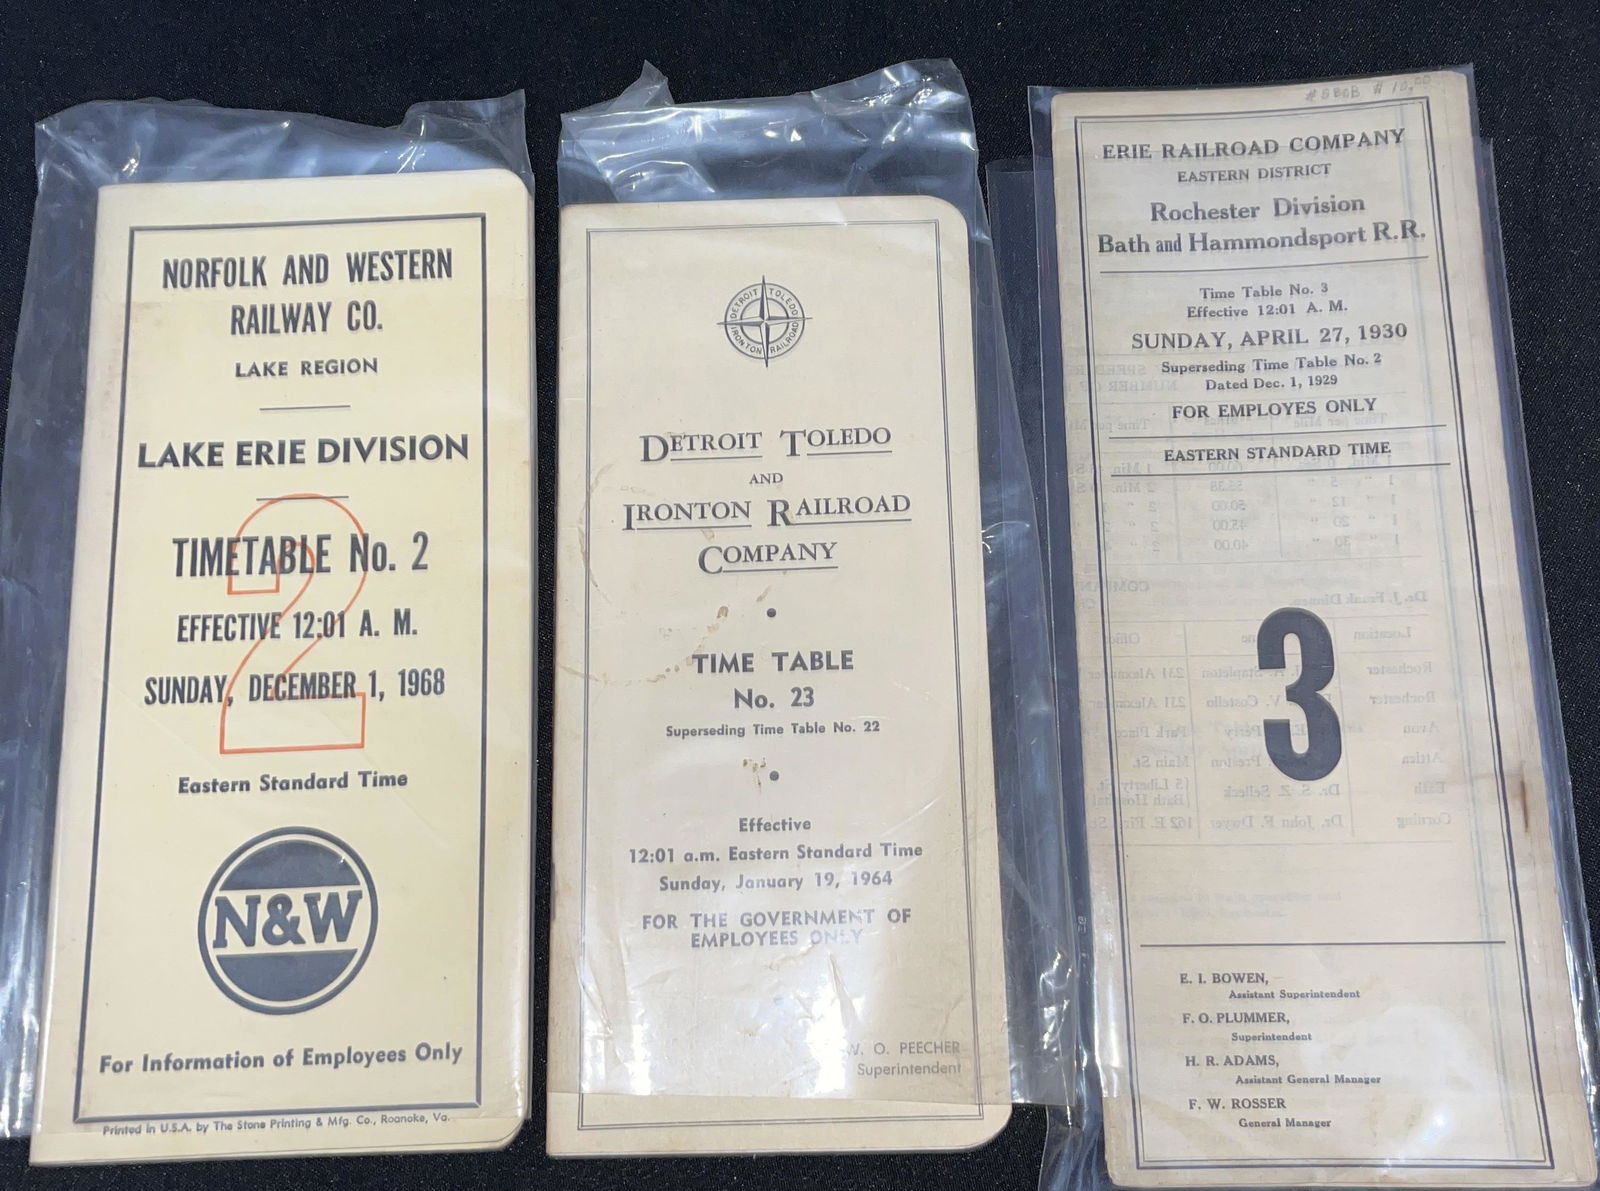 NORFOLK AND WESTERN
RAILWAY CO.
LAKE REGION
LAKE ERIE DIVISION
2
TIMETABLE No. 2
EFFECTIVE 12:01 A. M.
SUNDAY, DECEMBER 1, 1968
Eastern Standard Time
N&W
For Information of Employees Only
Printed in U.S.A. by The Stone Printing & Mfg. Co., Roanoke, Va.
DETROIT TOLEDO
IRONTON RAILROAD
DETROIT TOLEDO
AND
IRONTON RAILROAD
COMPANY
TIME TABLE
No. 23
Superseding Time Table No. 22
Effective
12:01 a.m. Eastern Standard Time
Sunday, January 19, 1964
FOR THE GOVERNMENT OF
EMPLOYEES ONLY
W. O. PEECHER
Superintendent
ERIE RAILROAD COMPANY
EASTERN DISTRICT
Rochester Division
Bath and Hammondsport R.R.
Time Table No. 3
Effective 12:01 A. M.
SUNDAY, APRIL 27, 1930
Superseding Time Table No. 2
Dated Dec. 1, 1929
FOR EMPLOYES ONLY
EASTERN STANDARD TIME
3
E. I. BOWEN,
Assistant Superintendent
F. O. PLUMMER,
Superintendent
H. R. ADAMS,
Assistant General Manager
F. W. ROSSER
General Manager